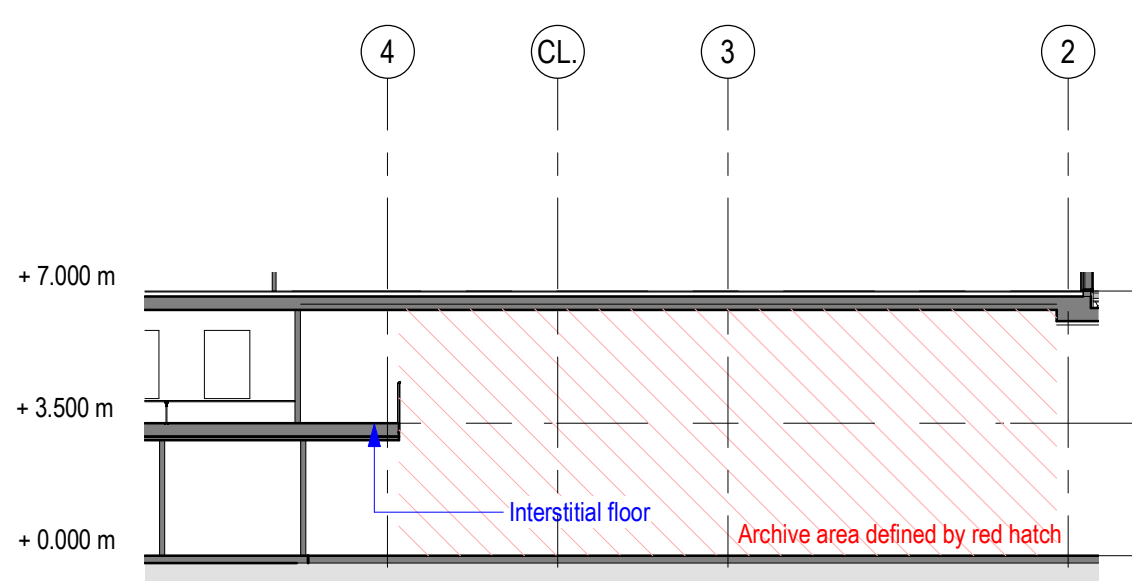 4
CL.
3
2
+ 7.000 m
+ 3.500 m
Interstitial floor
Archive area defined by red hatch
+ 0.000 m